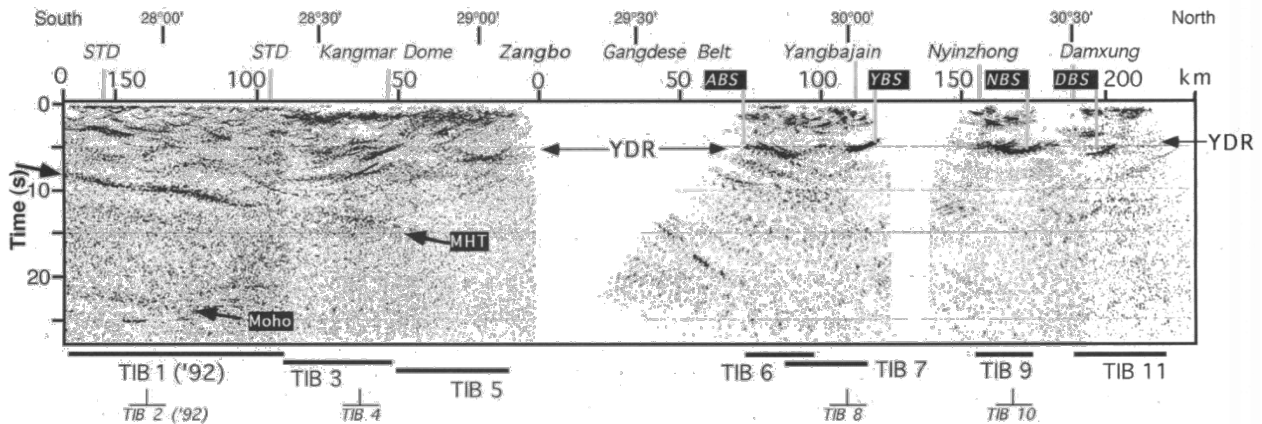 South 28°00' 28°30' 29°00' 29°30' 30°00' 30°30' North
STD STD Kangmar Dome Zangbo Gangdese Belt Yangbajain Nyinzhong Damxung
0 150 100 50 0 50 ABS 100 YBS 150 NBS DBS 200 km
0
YDR YDR
10
Time (s)
MHT
20
Moho
TIB 1 ('92) TIB 3 TIB 5 TIB 6 TIB 7 TIB 9 TIB 11
TIB 2 ('92) TIB 4 TIB 8 TIB 10